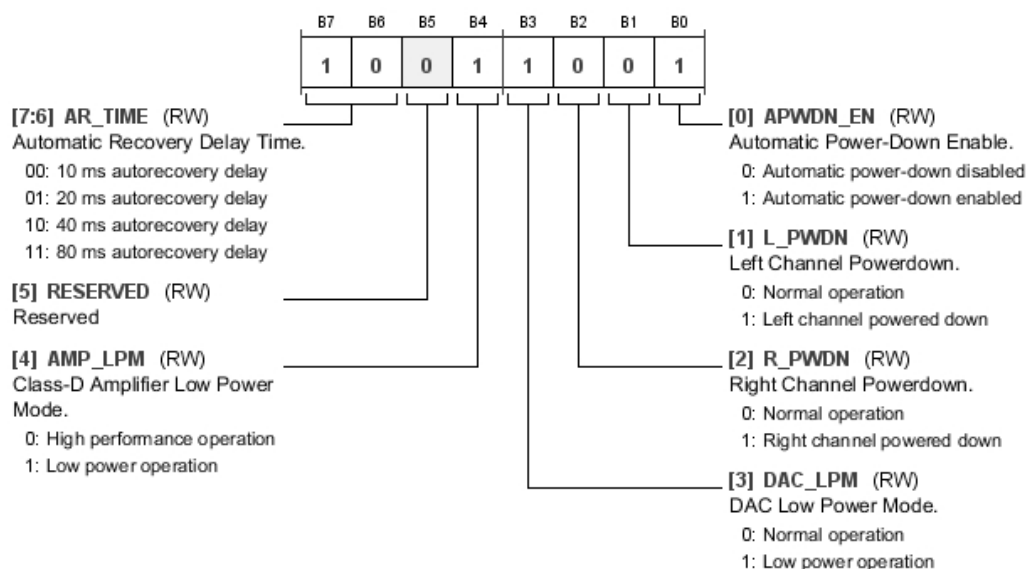 B7 B6 B5 B4 B3 B2 B1 B0
1 0 0 1 1 0 0 1
[7:6] AR_TIME (RW)
Automatic Recovery Delay Time.
00: 10 ms autorecovery delay
01: 20 ms autorecovery delay
10: 40 ms autorecovery delay
11: 80 ms autorecovery delay
[5] RESERVED (RW)
Reserved
[4] AMP_LPM (RW)
Class-D Amplifier Low Power
Mode.
0: High performance operation
1: Low power operation
[0] APWDN_EN (RW)
Automatic Power-Down Enable.
0: Automatic power-down disabled
1: Automatic power-down enabled
[1] L_PWDN (RW)
Left Channel Powerdown.
0: Normal operation
1: Left channel powered down
[2] R_PWDN (RW)
Right Channel Powerdown.
0: Normal operation
1: Right channel powered down
[3] DAC_LPM (RW)
DAC Low Power Mode.
0: Normal operation
1: Low power operation